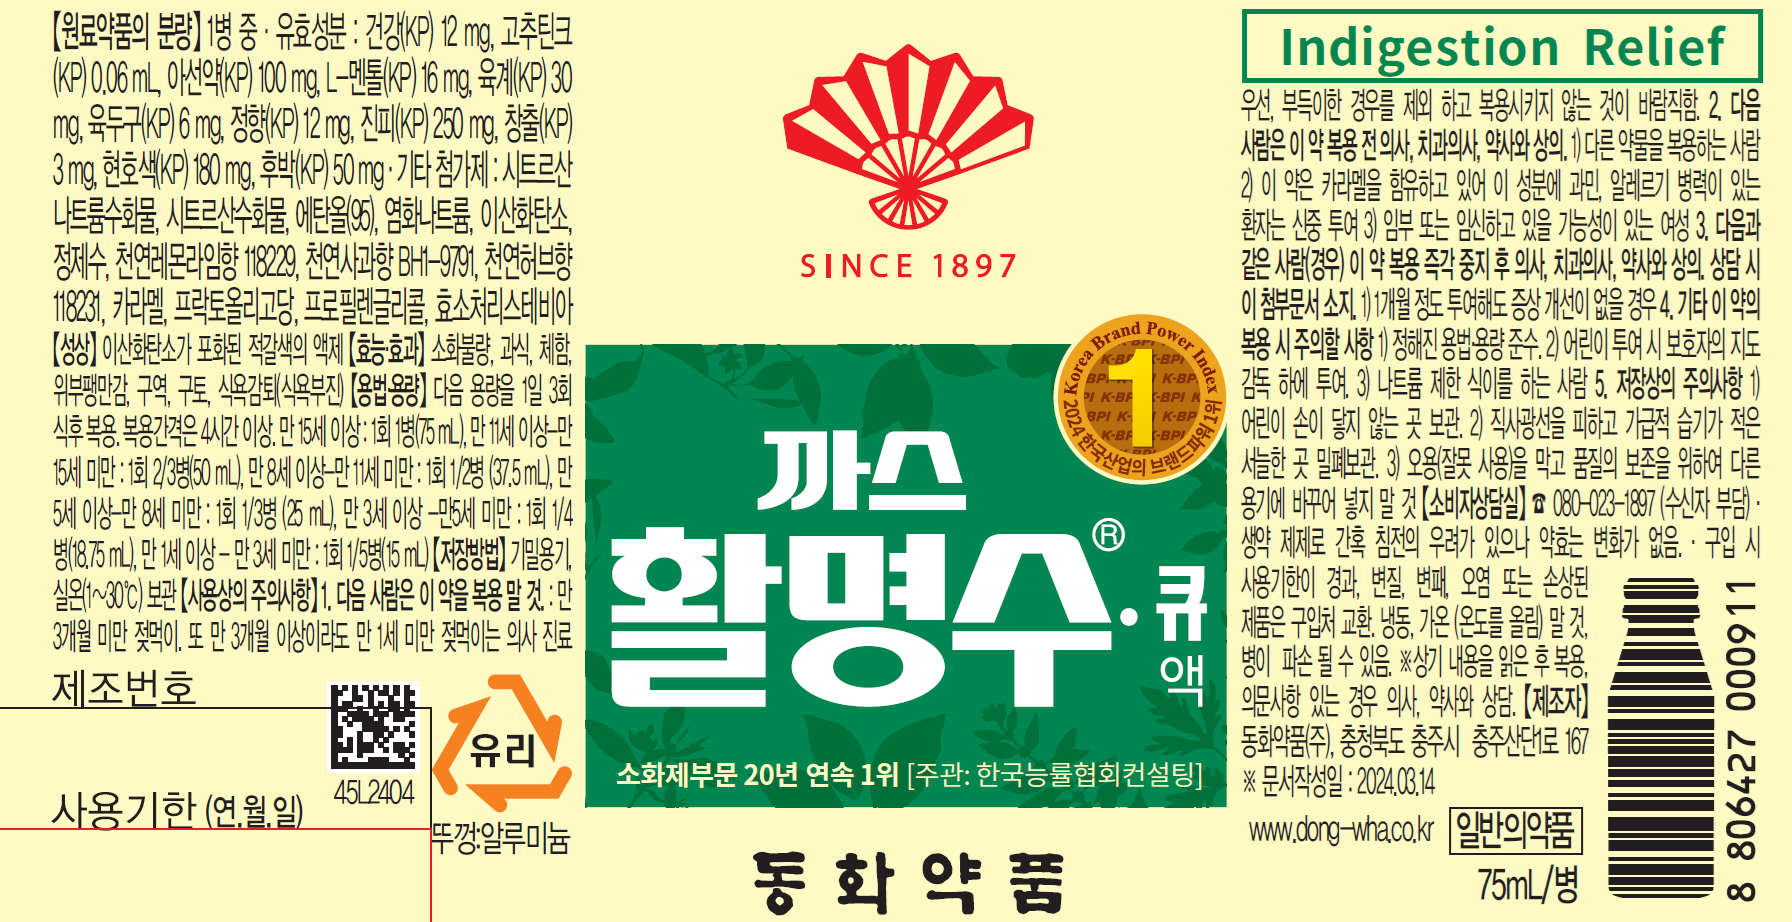 【원료약품의 분량】 1병 중 · 유효성분 : 건강(KP) 12 mg, 고추틴크
(KP) 0.06 mL, 아선약(KP) 100 mg, L-멘톨(KP) 16 mg, 육계(KP) 30
mg, 육두구(KP) 6 mg, 정향(KP) 12 mg, 진피(KP) 250 mg, 창출(KP)
3 mg, 현호색(KP) 180 mg, 후박(KP) 50 mg · 기타 첨가제 : 시트르산
나트륨수화물, 시트르산수화물, 에탄올(95), 염화나트륨, 이산화탄소,
정제수, 천연레몬라임향 118229, 천연사과향 BH1-9791, 천연허브향
118231, 카라멜, 프락토올리고당, 프로필렌글리콜, 효소처리스테비아
【성상】 이산화탄소가 포화된 적갈색의 액제 【효능·효과】 소화불량, 과식, 체함,
위부팽만감, 구역, 구토, 식욕감퇴(식욕부진) 【용법·용량】 다음 용량을 1일 3회
식후 복용. 복용간격은 4시간 이상. 만 15세 이상 : 1회 1병(75 mL), 만 11세 이상-만
15세 미만 : 1회 2/3병(50 mL), 만 8세 이상-만 11세 미만 : 1회 1/2병 (37.5 mL), 만
5세 이상-만 8세 미만 : 1회 1/3병 (25 mL), 만 3세 이상 -만5세 미만 : 1회 1/4
병(18.75 mL), 만 1세 이상 - 만 3세 미만 : 1회 1/5병(15 mL) 【저장방법】 기밀용기,
실온(1~30℃) 보관 【사용상의 주의사항】 1. 다음 사람은 이 약을 복용 말 것. : 만
3개월 미만 젖먹이. 또 만 3개월 이상이라도 만 1세 미만 젖먹이는 의사 진료
제조번호
사용기한 (연.월.일)
45L2404
유리
뚜껑:알루미늄
SINCE 1897
Korea Brand Power Index
K-BPI
1
2024 한국산업의 브랜드파워 1위
까스
활명수®·큐
액
소화제부문 20년 연속 1위 [주관: 한국능률협회컨설팅]
동화약품
Indigestion Relief
우선, 부득이한 경우를 제외 하고 복용시키지 않는 것이 바람직함. 2. 다음
사람은 이 약 복용 전 의사, 치과의사, 약사와 상의. 1) 다른 약물을 복용하는 사람
2) 이 약은 카라멜을 함유하고 있어 이 성분에 과민, 알레르기 병력이 있는
환자는 신중 투여 3) 임부 또는 임신하고 있을 가능성이 있는 여성 3. 다음과
같은 사람(경우) 이 약 복용 즉각 중지 후 의사, 치과의사, 약사와 상의. 상담 시
이 첨부문서 소지. 1) 1개월 정도 투여해도 증상 개선이 없을 경우 4. 기타 이 약의
복용 시 주의할 사항 1) 정해진 용법·용량 준수. 2) 어린이 투여 시 보호자의 지도
감독 하에 투여. 3) 나트륨 제한 식이를 하는 사람 5. 저장상의 주의사항 1)
어린이 손이 닿지 않는 곳 보관. 2) 직사광선을 피하고 가급적 습기가 적은
서늘한 곳 밀폐보관. 3) 오용(잘못 사용)을 막고 품질의 보존을 위하여 다른
용기에 바꾸어 넣지 말 것 【소비자상담실】 ☎ 080-023-1897 (수신자 부담) ·
생약 제제로 간혹 침전의 우려가 있으나 약효는 변화가 없음. · 구입 시
사용기한이 경과, 변질, 변패, 오염 또는 손상된
제품은 구입처 교환. 냉동, 가온 (온도를 올림) 말 것,
병이 파손 될 수 있음. ※상기 내용을 읽은 후 복용,
의문사항 있는 경우 의사, 약사와 상담. 【제조자】
동화약품(주), 충청북도 충주시 충주산단1로 167
※ 문서작성일 : 2024.03.14
www.dong-wha.co.kr
일반의약품
75mL/병
8 806427 000911